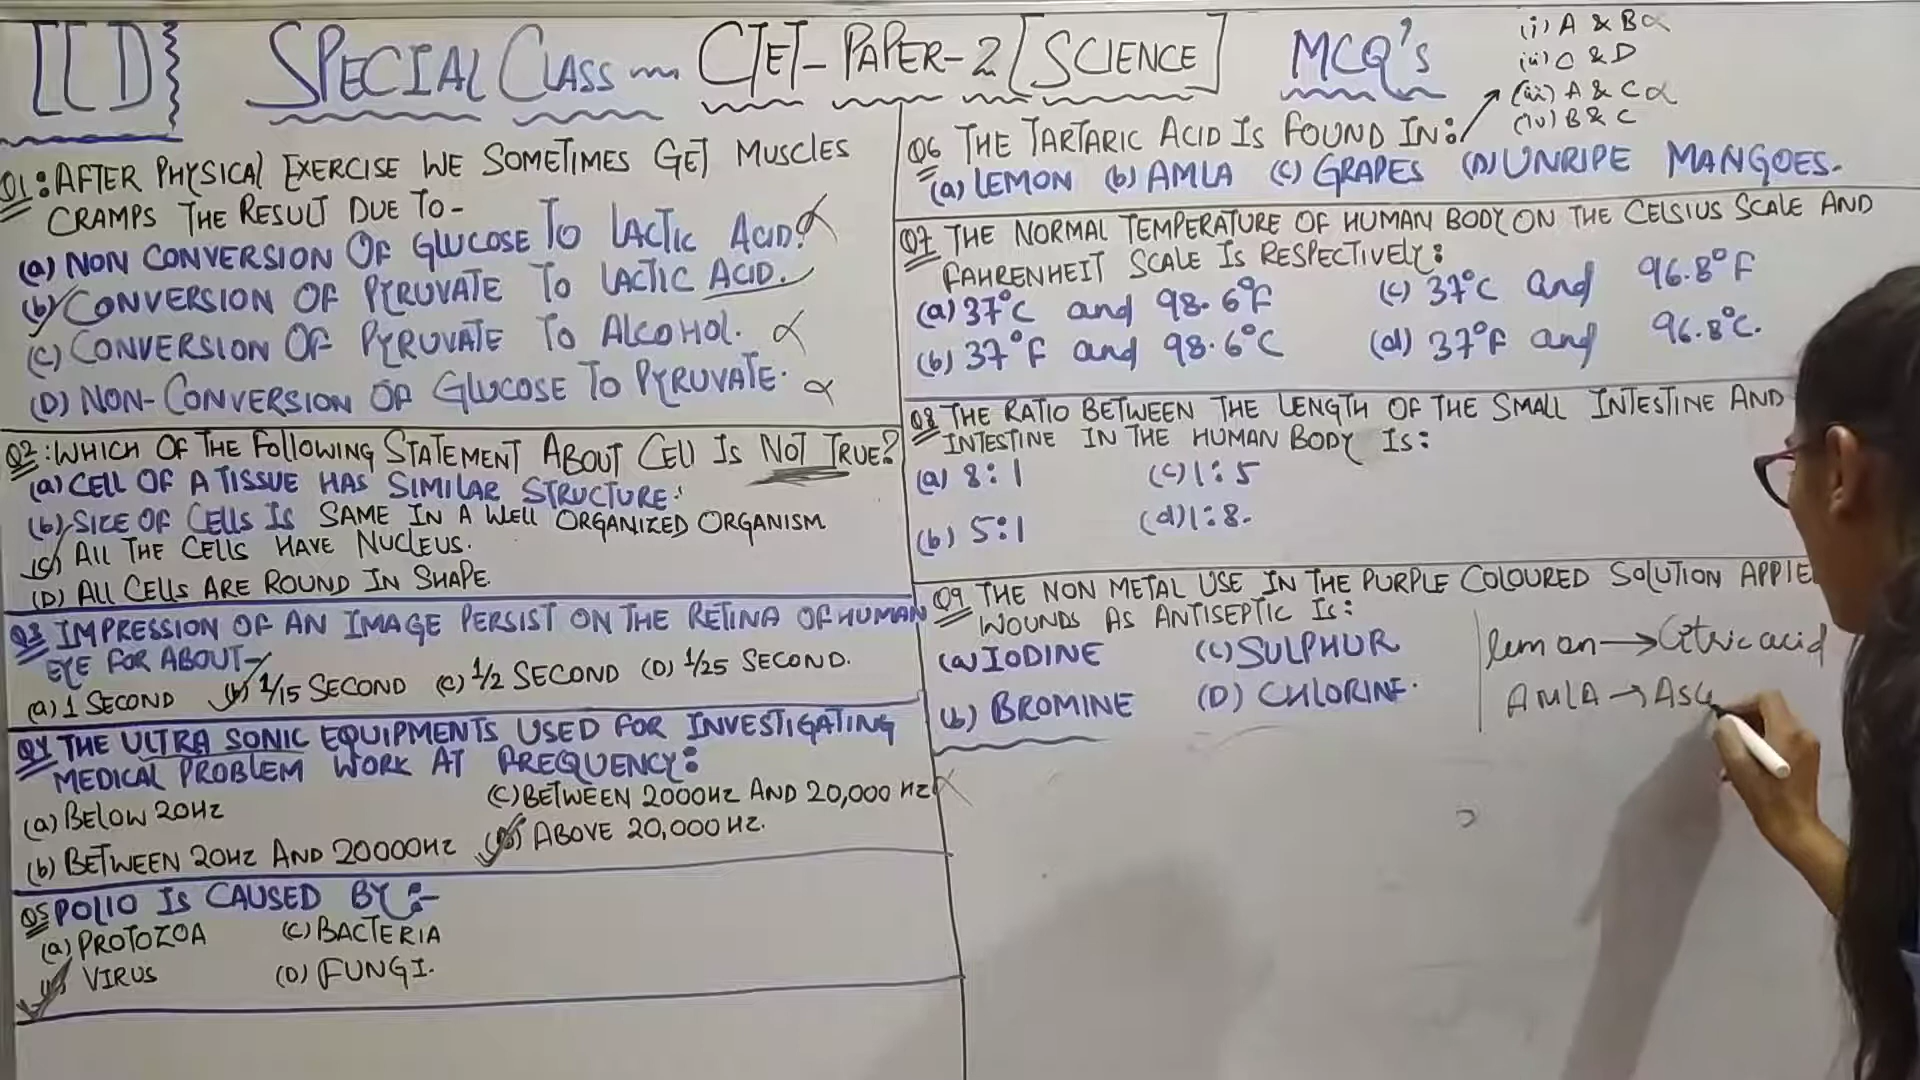 [LCD] SPECIAL CLASS CTET-PAPER-2 [SCIENCE] MCQ's
Q1: AFTER PHYSICAL EXERCISE WE SOMETIMES GET MUSCLES
CRAMPS THE RESULT DUE TO-
(a) NON CONVERSION OF GLUCOSE TO LACTIC ACID.
(b) CONVERSION OF PYRUVATE TO LACTIC ACID.
(C) CONVERSION OF PYRUVATE TO ALCOHOL.
(D) NON-CONVERSION OF GLUCOSE TO PYRUVATE.
Q2: WHICH OF THE FOLLOWING STATEMENT ABOUT CELL IS NOT TRUE?
(a) CELL OF A TISSUE HAS SIMILAR STRUCTURE.
(b) SIZE OF CELLS IS SAME IN A WELL ORGANIZED ORGANISM
(C) ALL THE CELLS HAVE NUCLEUS.
(D) ALL CELLS ARE ROUND IN SHAPE
Q3 IMPRESSION OF AN IMAGE PERSIST ON THE RETINA OF HUMAN
EYE FOR ABOUT-
(a) 1 SECOND (b) 1/15 SECOND (C) 1/2 SECOND (D) 1/25 SECOND.
Q4 THE ULTRA SONIC EQUIPMENTS USED FOR INVESTIGATING
MEDICAL PROBLEM WORK AT FREQUENCY:
(a) BELOW 20HZ (C) BETWEEN 2000HZ AND 20,000 HZ
(b) BETWEEN 20HZ AND 20000HZ (D) ABOVE 20,000 HZ.
Q5 POLIO IS CAUSED BY:-
(a) PROTOZOA (C) BACTERIA
(b) VIRUS (D) FUNGI.
(i) A & B
(ii) C & D
(iii) A & C
(iv) B & C
Q6 THE TARTARIC ACID IS FOUND IN:
(a) LEMON (b) AMLA (C) GRAPES (D) UNRIPE MANGOES.
Q7 THE NORMAL TEMPERATURE OF HUMAN BODY ON THE CELSIUS SCALE AND
FAHRENHEIT SCALE IS RESPECTIVELY:
(a) 37°C and 98.6°F (C) 37°C and 96.8°F
(b) 37°F and 98.6°C (d) 37°F and 96.8°C.
Q8 THE RATIO BETWEEN THE LENGTH OF THE SMALL INTESTINE AND
INTESTINE IN THE HUMAN BODY IS:
(a) 8:1 (C) 1:5
(b) 5:1 (d) 1:8.
Q9 THE NON METAL USE IN THE PURPLE COLOURED SOLUTION APPIE
WOUNDS AS ANTISEPTIC IS:
(a) IODINE (C) SULPHUR
(b) BROMINE (D) CHLORINE.
lemon → Citric acid
AMLA → Asc